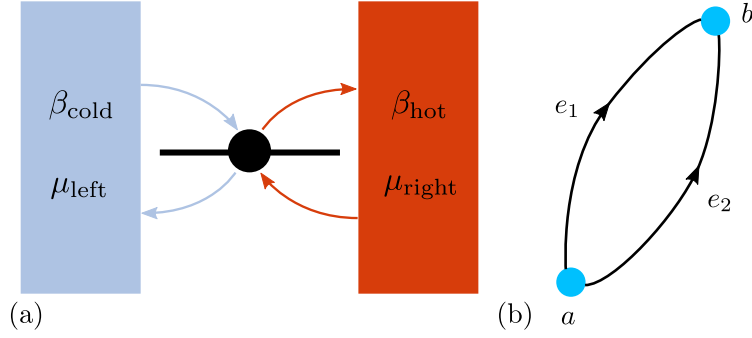 β_cold
μ_left
β_hot
μ_right
(a)
b
e_1
e_2
a
(b)